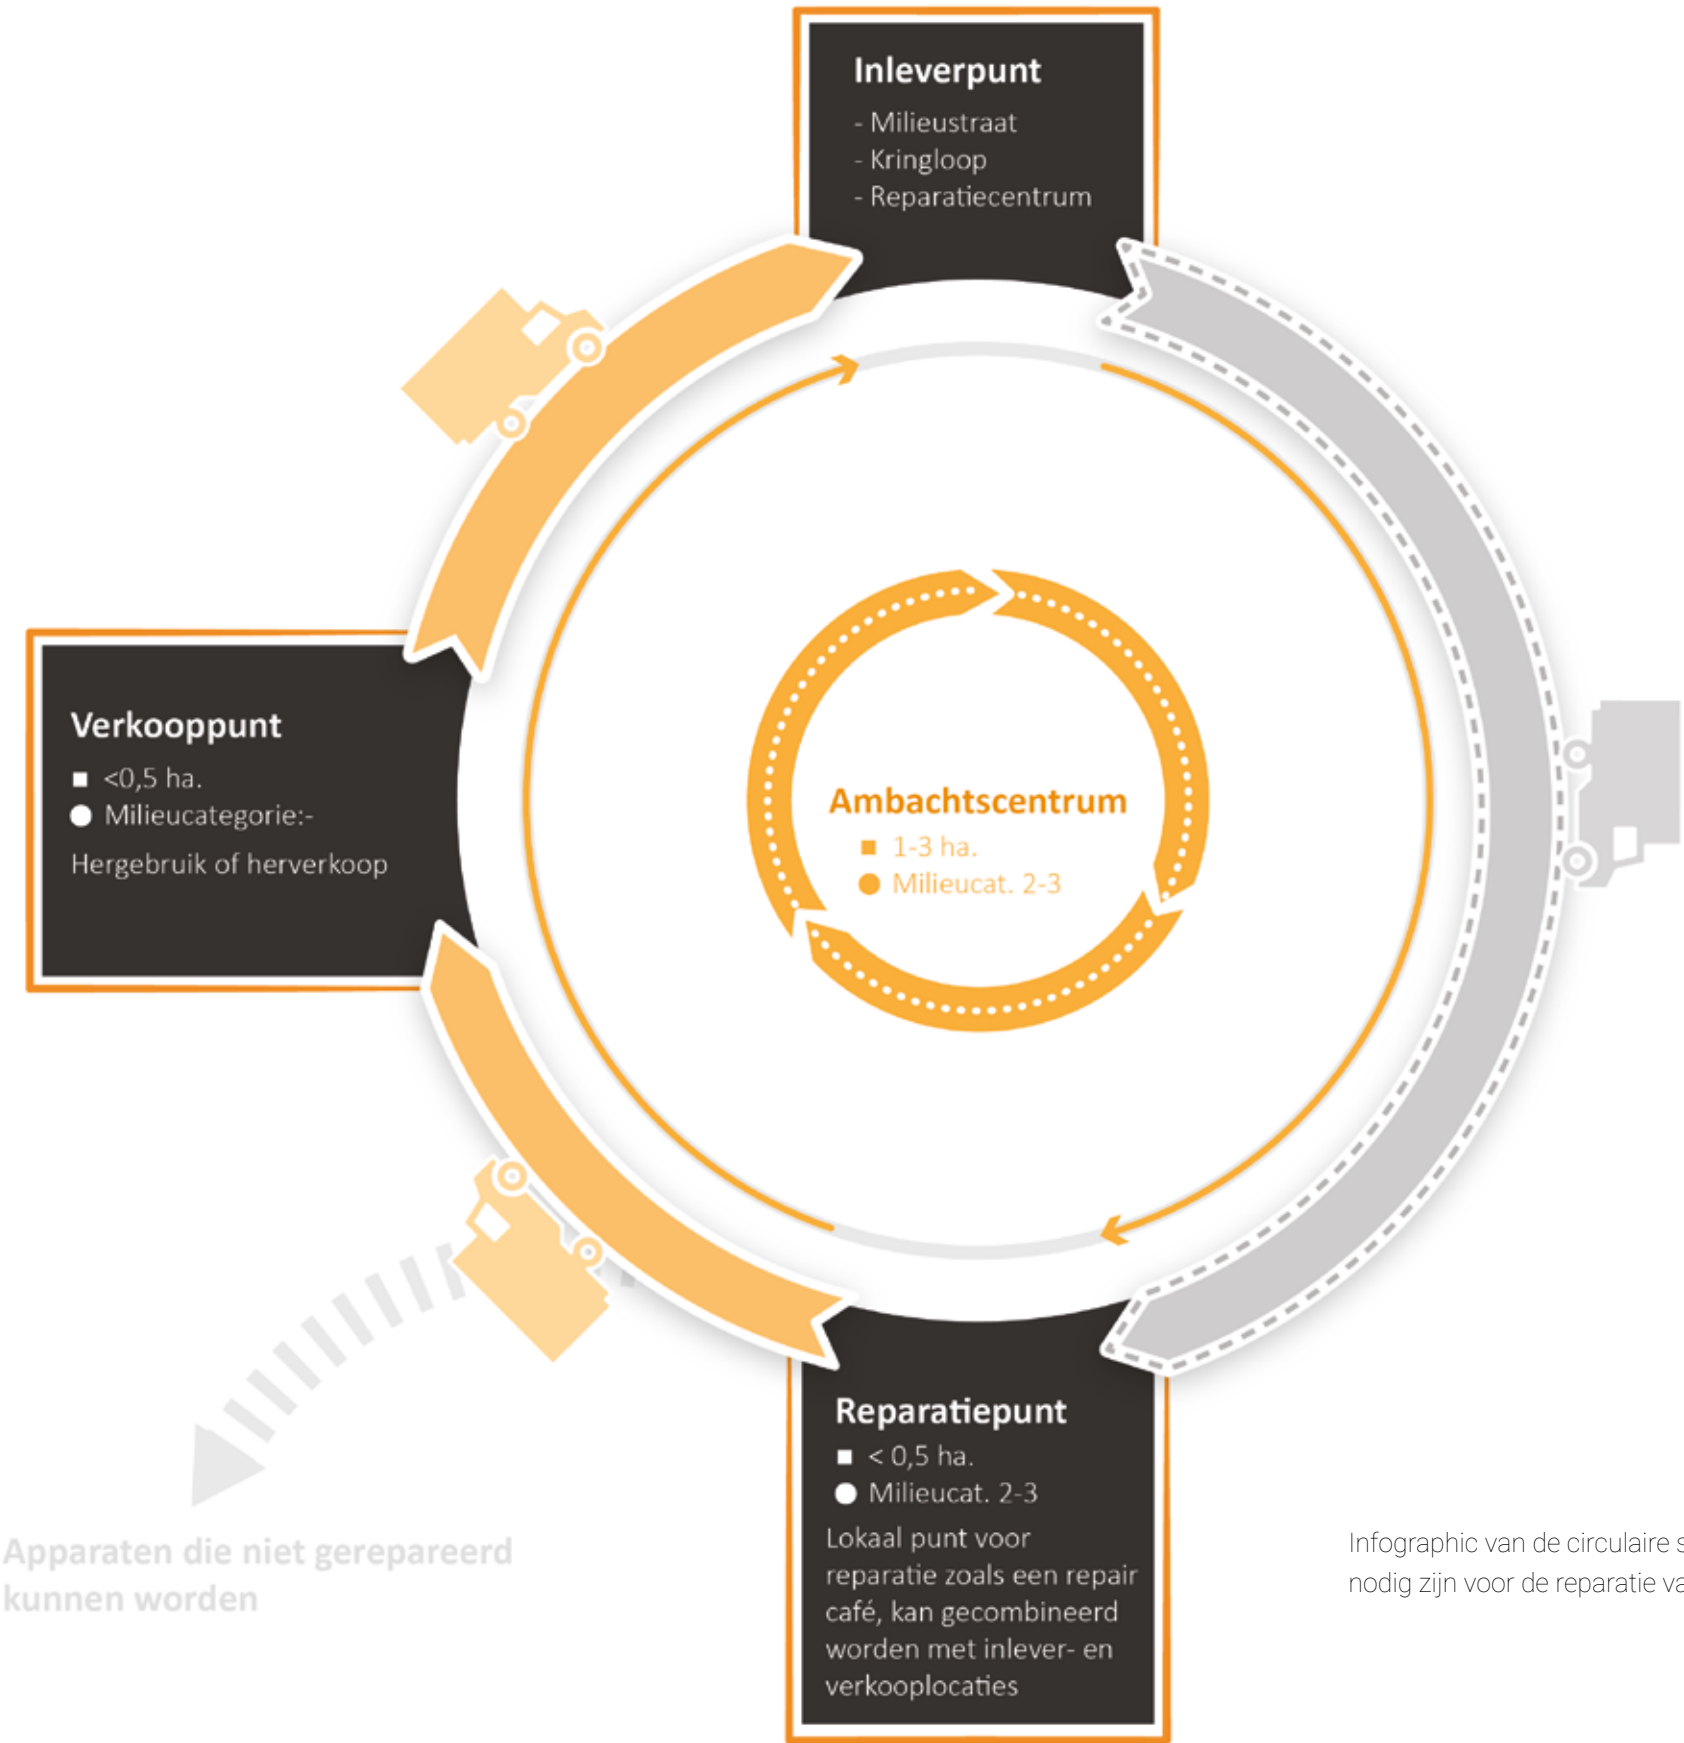 Inleverpunt
- Milieustraat
- Kringloop
- Reparatiecentrum
Verkooppunt
<0,5 ha.
Milieucategorie:-
Hergebruik of herverkoop
Ambachtscentrum
1-3 ha.
Milieucat. 2-3
Reparatiepunt
< 0,5 ha.
Milieucat. 2-3
Lokaal punt voor
reparatie zoals een repair
café, kan gecombineerd
worden met inlever- en
verkooplocaties
Apparaten die niet gerepareerd
kunnen worden
Infographic van de circulaire
nodig zijn voor de reparatie